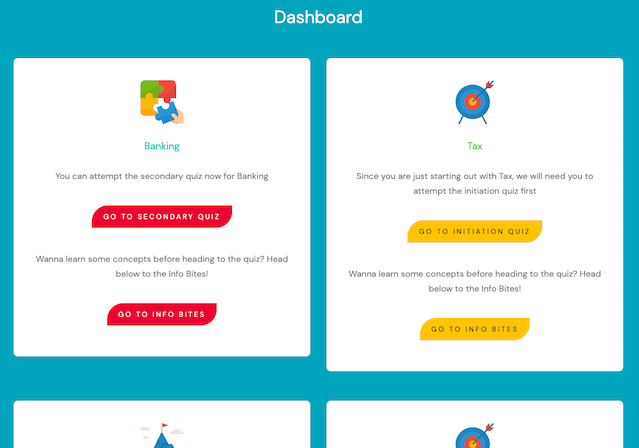 Dashboard
Banking
You can attempt the secondary quiz now for Banking
GO TO SECONDARY QUIZ
Wanna learn some concepts before heading to the quiz? Head
below to the Info Bites!
GO TO INFO BITES
Tax
Since you are just starting out with Tax, we will need you to
attempt the initiation quiz first
GO TO INITIATION QUIZ
Wanna learn some concepts before heading to the quiz? Head
below to the Info Bites!
GO TO INFO BITES